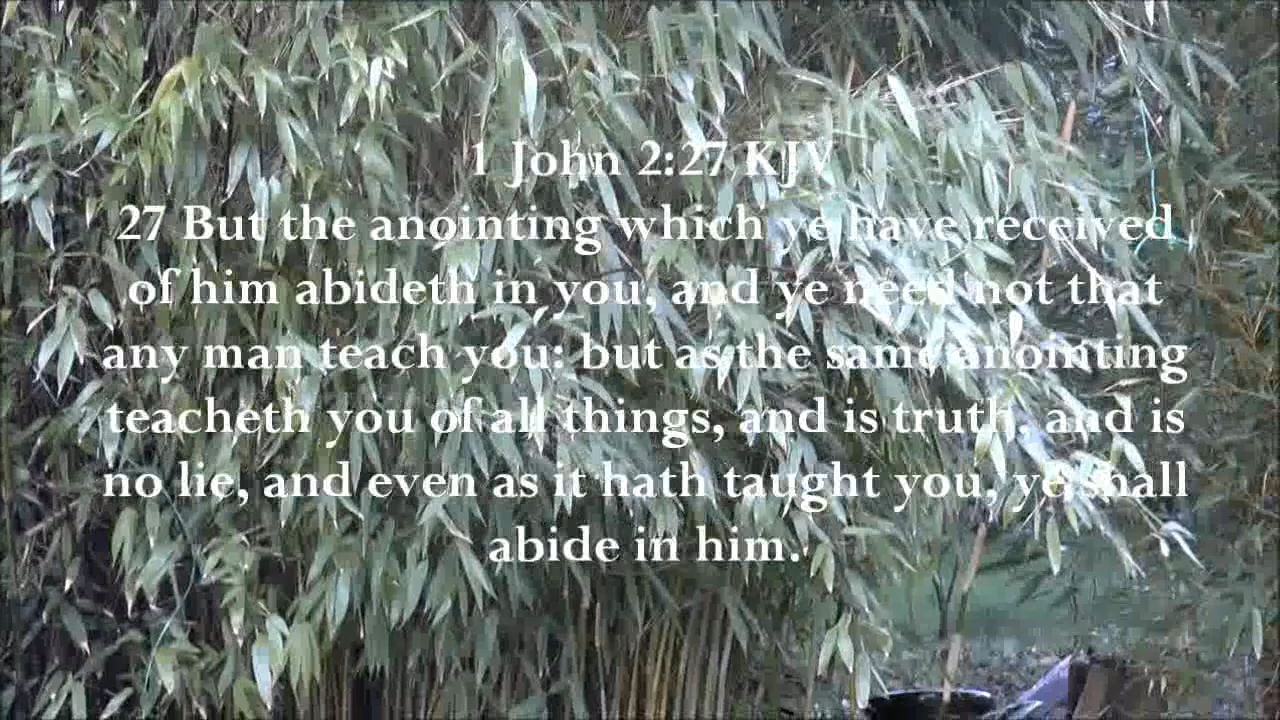 1 John 2:27 KJV
27 But the anointing which ye have received
of him abideth in you, and ye need not that
any man teach you: but as the same anointing
teacheth you of all things, and is truth, and is
no lie, and even as it hath taught you, ye shall
abide in him.